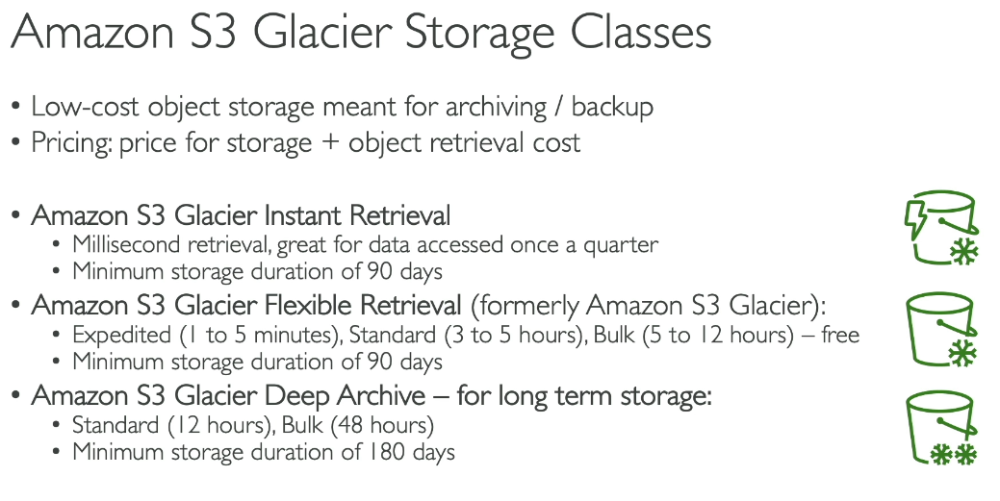 Amazon S3 Glacier Storage Classes
• Low-cost object storage meant for archiving / backup
• Pricing: price for storage + object retrieval cost
• Amazon S3 Glacier Instant Retrieval
• Millisecond retrieval, great for data accessed once a quarter
• Minimum storage duration of 90 days
• Amazon S3 Glacier Flexible Retrieval (formerly Amazon S3 Glacier):
• Expedited (1 to 5 minutes), Standard (3 to 5 hours), Bulk (5 to 12 hours) – free
• Minimum storage duration of 90 days
• Amazon S3 Glacier Deep Archive – for long term storage:
• Standard (12 hours), Bulk (48 hours)
• Minimum storage duration of 180 days